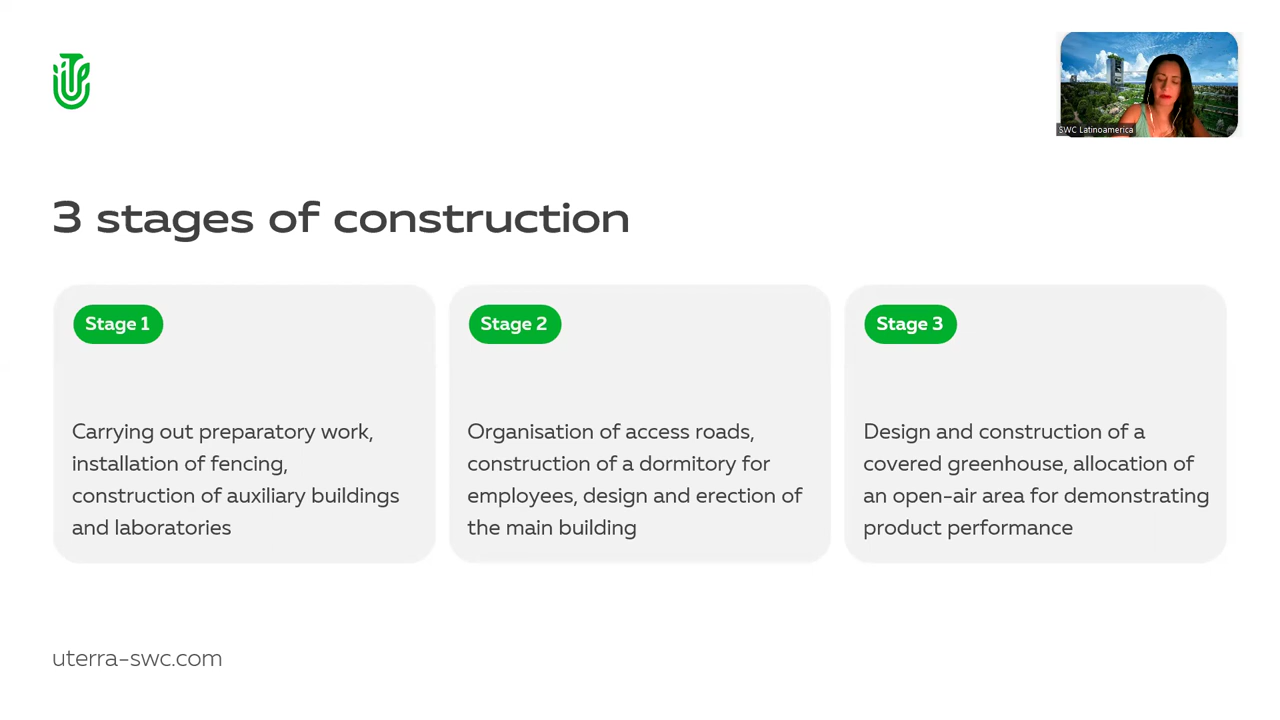 SWC Latinoamerica
3 stages of construction
Stage 1
Carrying out preparatory work,
installation of fencing,
construction of auxiliary buildings
and laboratories
Stage 2
Organisation of access roads,
construction of a dormitory for
employees, design and erection of
the main building
Stage 3
Design and construction of a
covered greenhouse, allocation of
an open-air area for demonstrating
product performance
uterra-swc.com